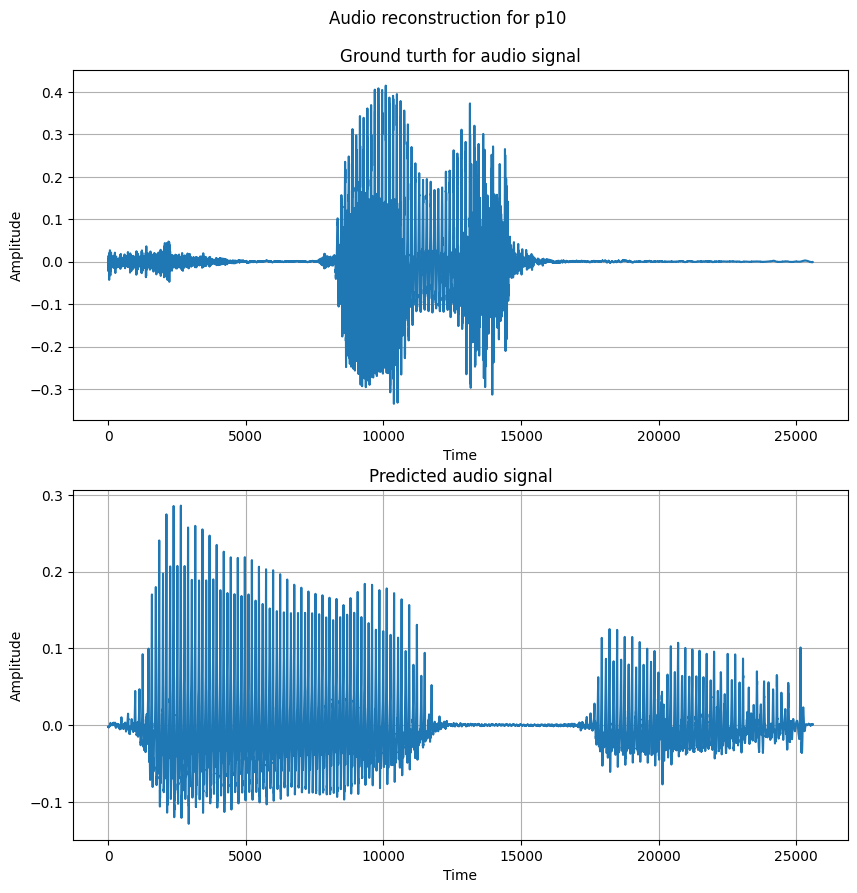 Audio reconstruction for p10
Ground turth for audio signal
0.4
0.3
0.2
0.1
0.0
−0.1
−0.2
−0.3
Amplitude
0 5000 10000 15000 20000 25000
Time
Predicted audio signal
0.3
0.2
0.1
0.0
−0.1
Amplitude
0 5000 10000 15000 20000 25000
Time